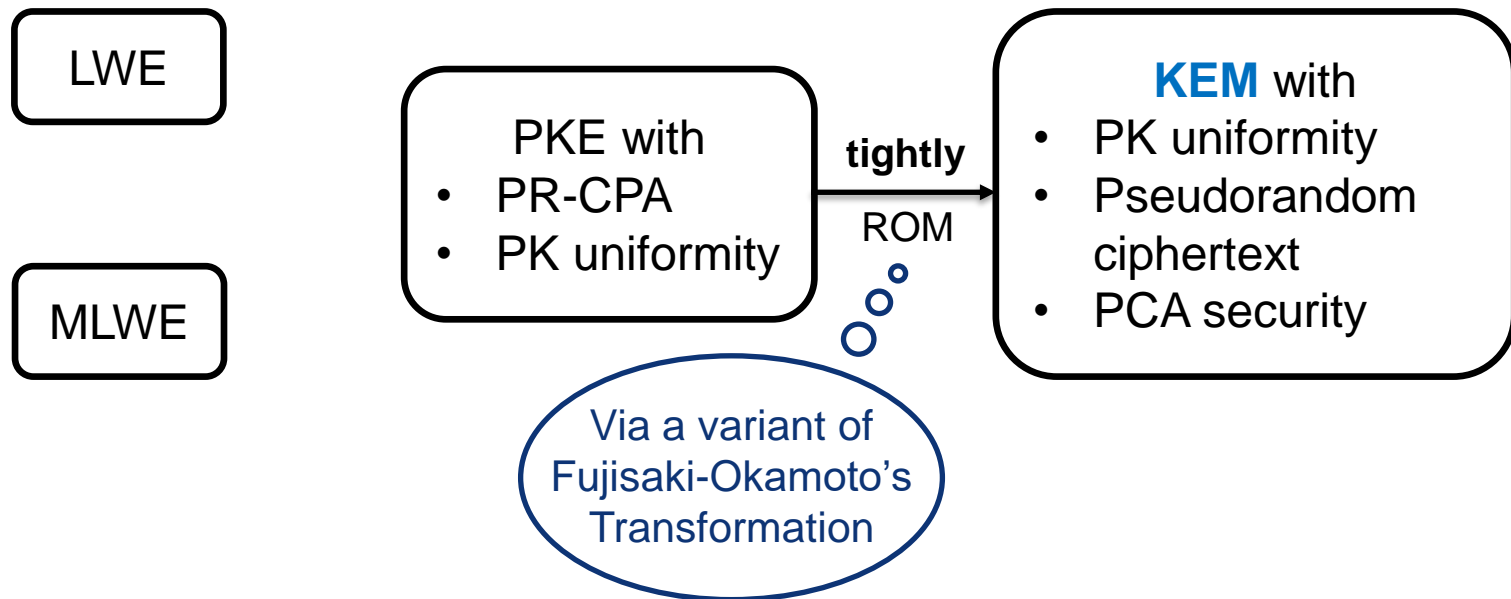 LWE
MLWE
PKE with
• PR-CPA
• PK uniformity
tightly
ROM
Via a variant of
Fujisaki-Okamoto's
Transformation
KEM with
• PK uniformity
• Pseudorandom
ciphertext
• PCA security